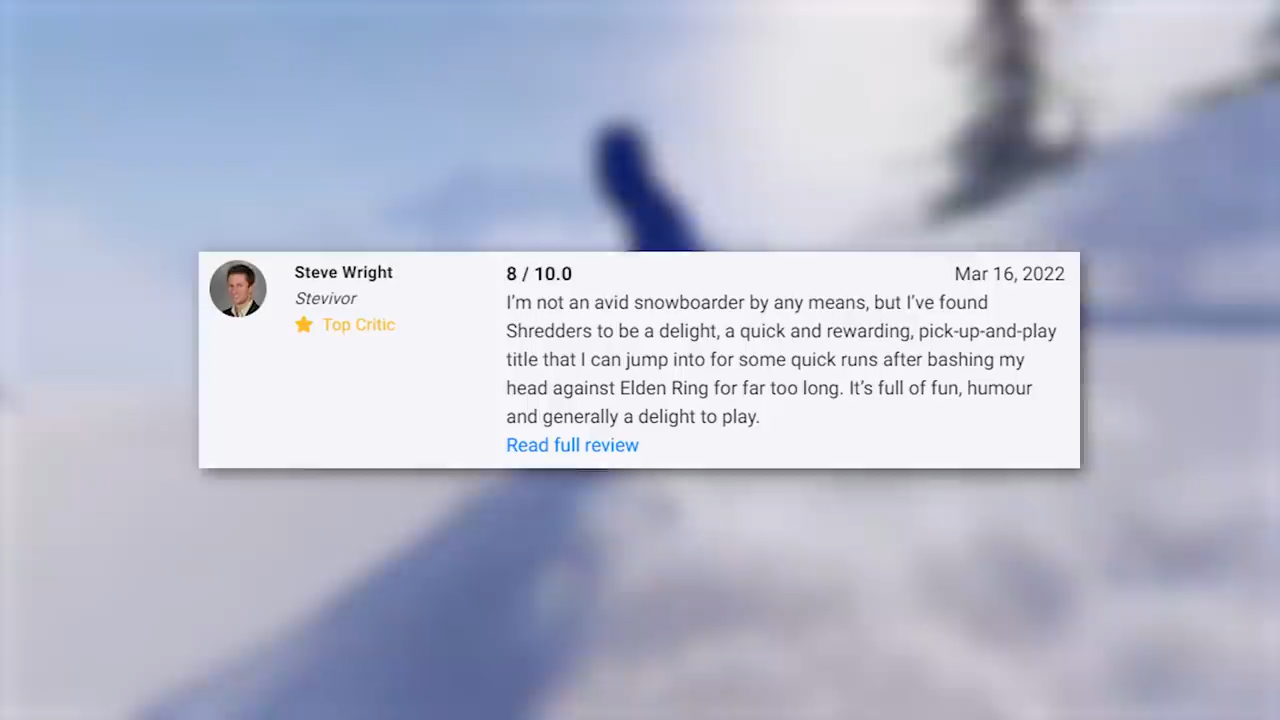 Steve Wright
Stevivor
Top Critic
8 / 10.0
Mar 16, 2022
I’m not an avid snowboarder by any means, but I’ve found
Shredders to be a delight, a quick and rewarding, pick-up-and-play
title that I can jump into for some quick runs after bashing my
head against Elden Ring for far too long. It’s full of fun, humour
and generally a delight to play.
Read full review